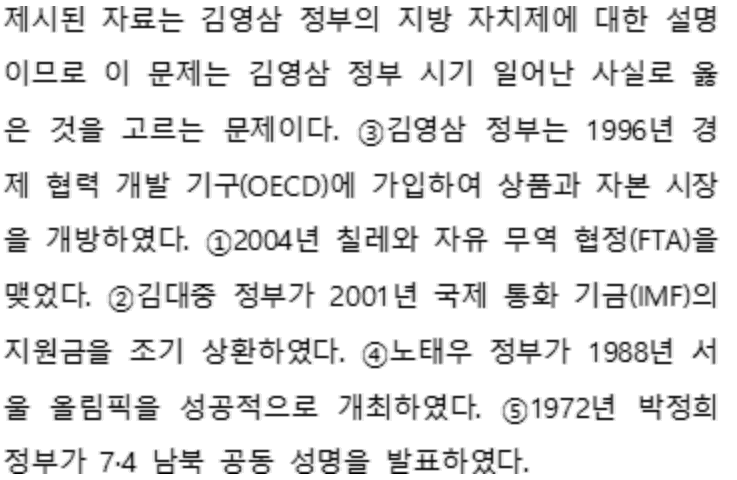 제시된 자료는 김영삼 정부의 지방 자치제에 대한 설명
이므로 이 문제는 김영삼 정부 시기 일어난 사실로 옳
은 것을 고르는 문제이다. ③김영삼 정부는 1996년 경
제 협력 개발 기구(OECD)에 가입하여 상품과 자본 시장
을 개방하였다. ①2004년 칠레와 자유 무역 협정(FTA)을
맺었다. ②김대중 정부가 2001년 국제 통화 기금(IMF)의
지원금을 조기 상환하였다. ④노태우 정부가 1988년 서
울 올림픽을 성공적으로 개최하였다. ⑤1972년 박정희
정부가 7·4 남북 공동 성명을 발표하였다.